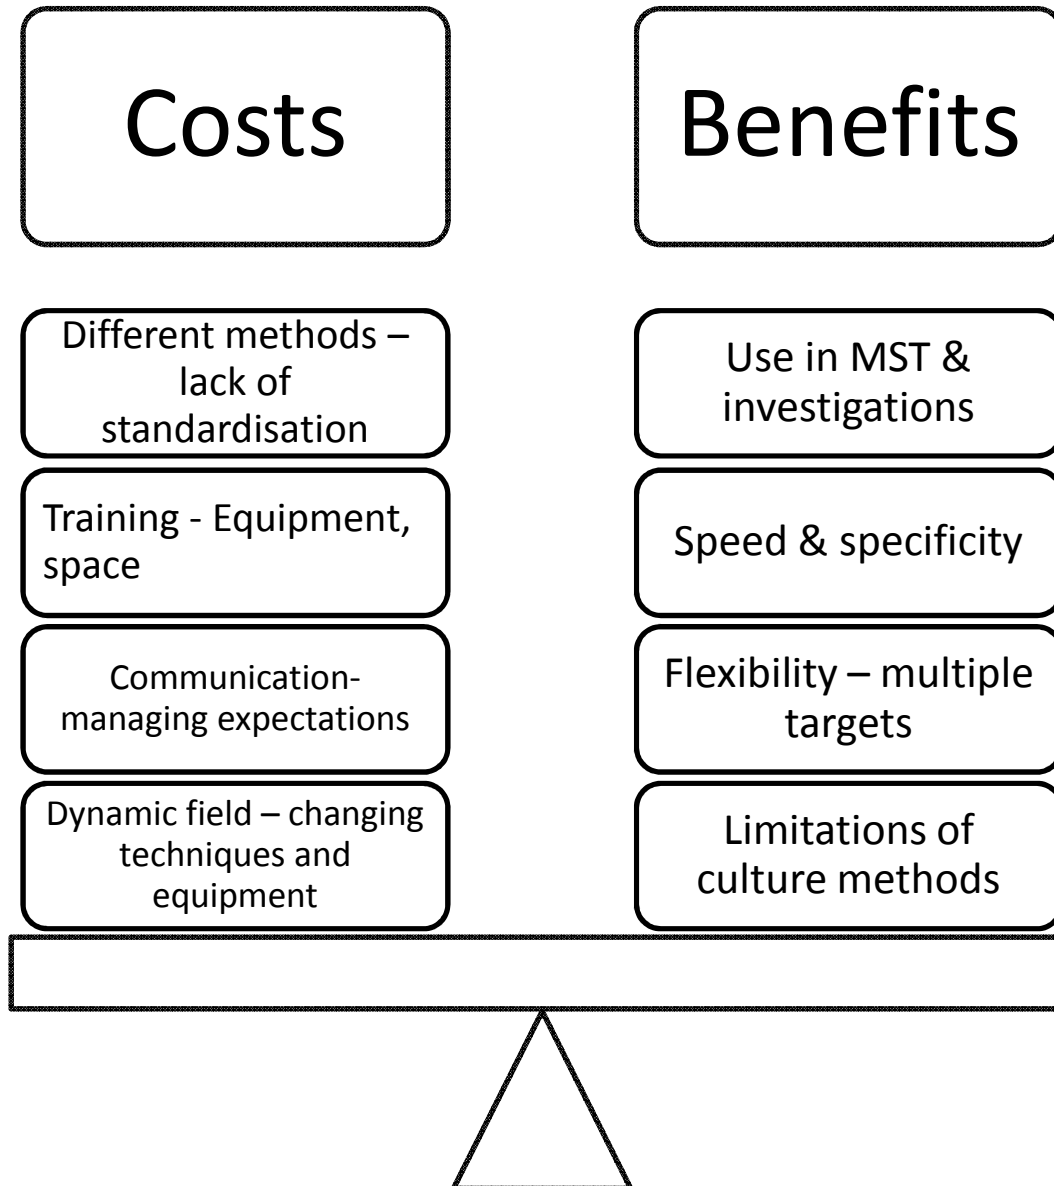 Costs
Benefits
Different methods –
lack of
standardisation
Training - Equipment,
space
Communication-
managing expectations
Dynamic field – changing
techniques and
equipment
Use in MST &
investigations
Speed & specificity
Flexibility – multiple
targets
Limitations of
culture methods